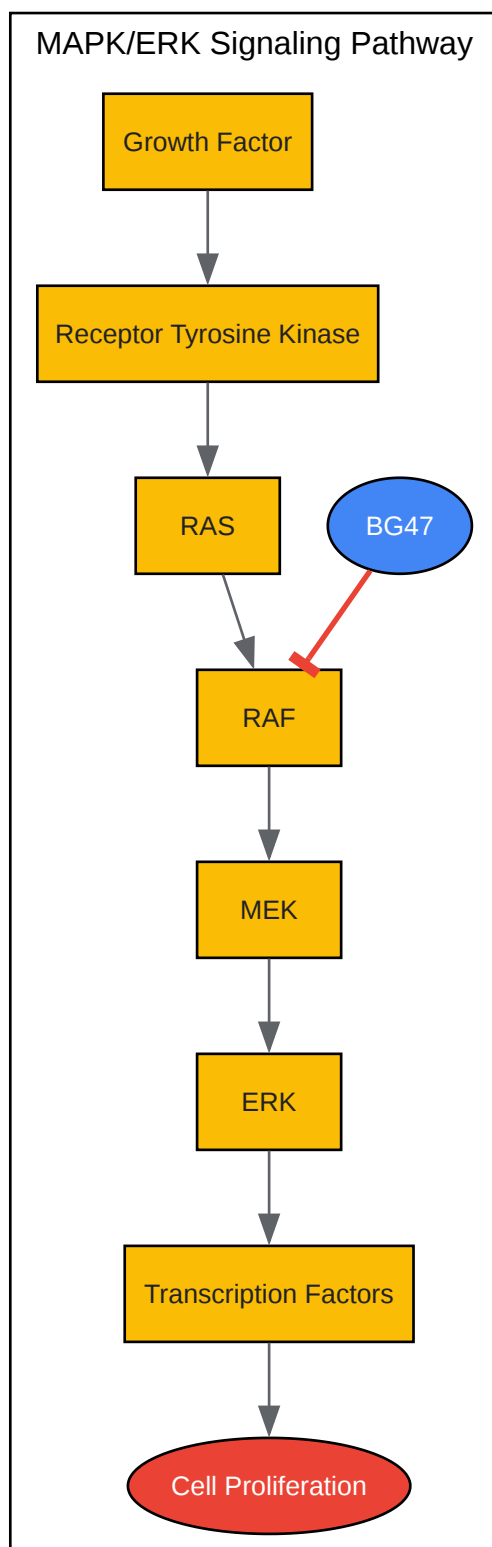 MAPK/ERK Signaling Pathway
Growth Factor
Receptor Tyrosine Kinase
RAS
BG47
RAF
MEK
ERK
Transcription Factors
Cell Proliferation